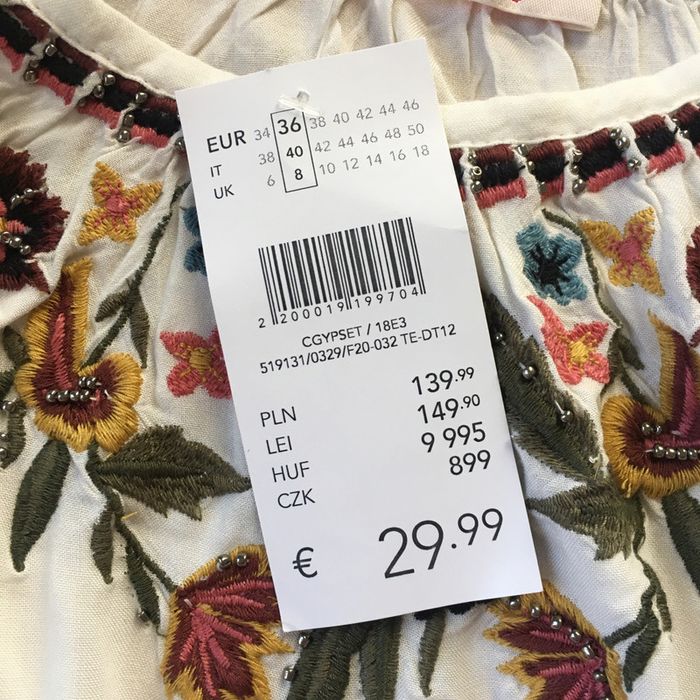 EUR 34 36 38 40 42 44 46
IT 38 40 42 44 46 48 50
UK 6 8 10 12 14 16 18
2 200019 199704
CGYPSET / 18E3
519131/0329/F20-032 TE-DT12
PLN 139.99
LEI 149.90
HUF 9 995
CZK 899
€ 29.99